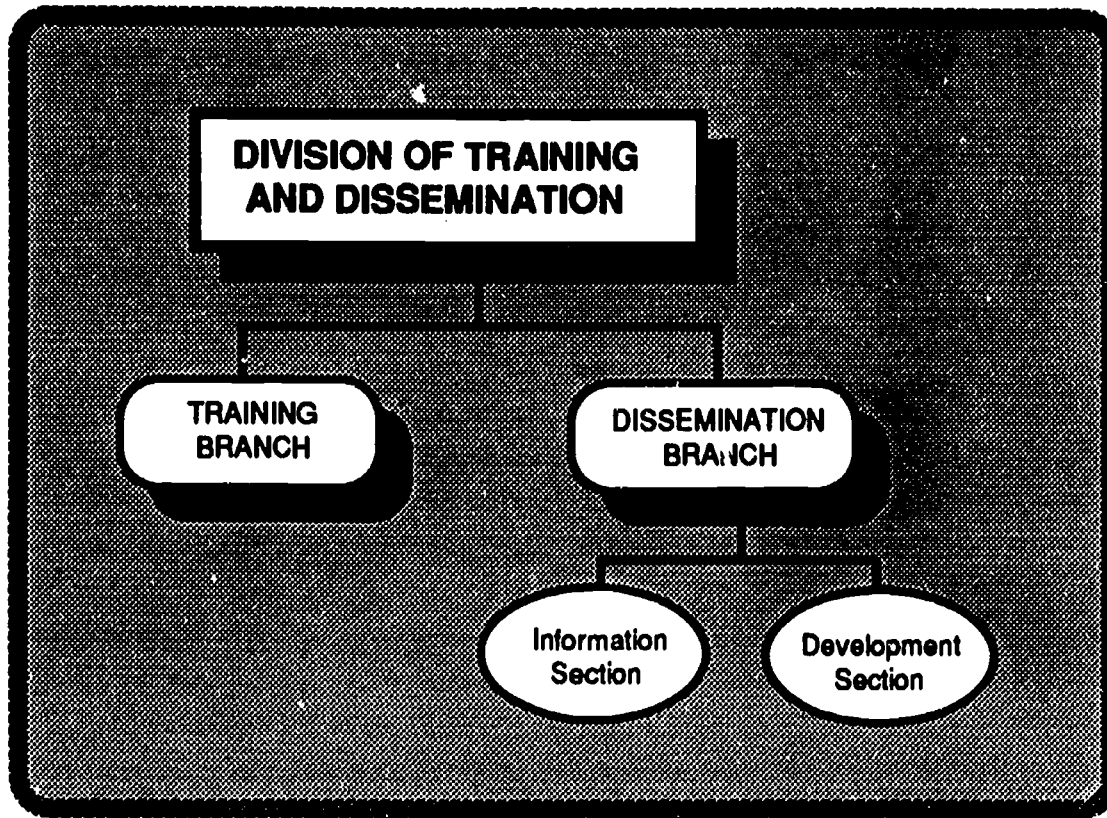 DIVISION OF TRAINING
AND DISSEMINATION
TRAINING
BRANCH
DISSEMINATION
BRANCH
Information
Section
Development
Section